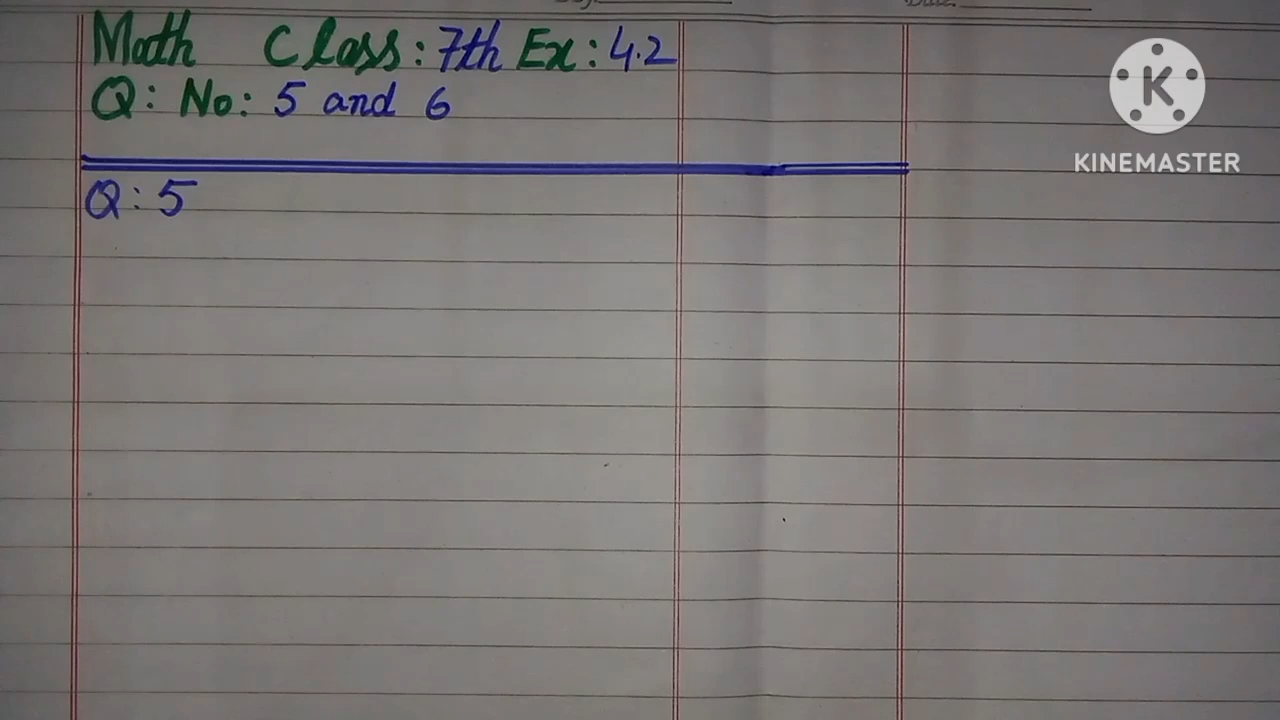 Math Class: 7th Ex: 4.2
Q: No: 5 and 6
K
KINEMASTER
Q: 5